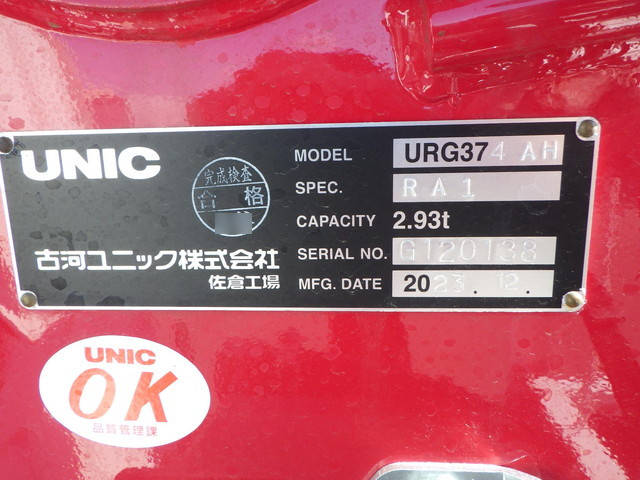 UNIC
完成検査
合格
古河ユニック株式会社
佐倉工場
MODEL URG374 AH
SPEC. RA1
CAPACITY 2.93t
SERIAL NO. G120138
MFG. DATE 2023.12.
UNIC
OK
品質管理課